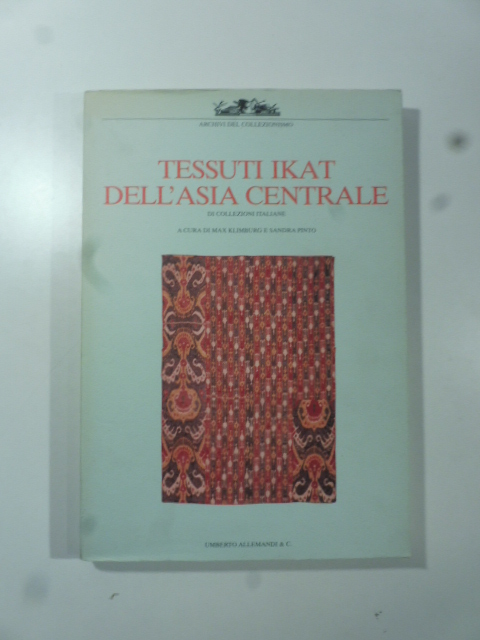 ARCHIVI DEL COLLEZIONISMO
TESSUTI IKAT
DELL'ASIA CENTRALE
DI COLLEZIONI ITALIANE
A CURA DI MAX KLIMBURG E SANDRA PINTO
UMBERTO ALLEMANDI & C.